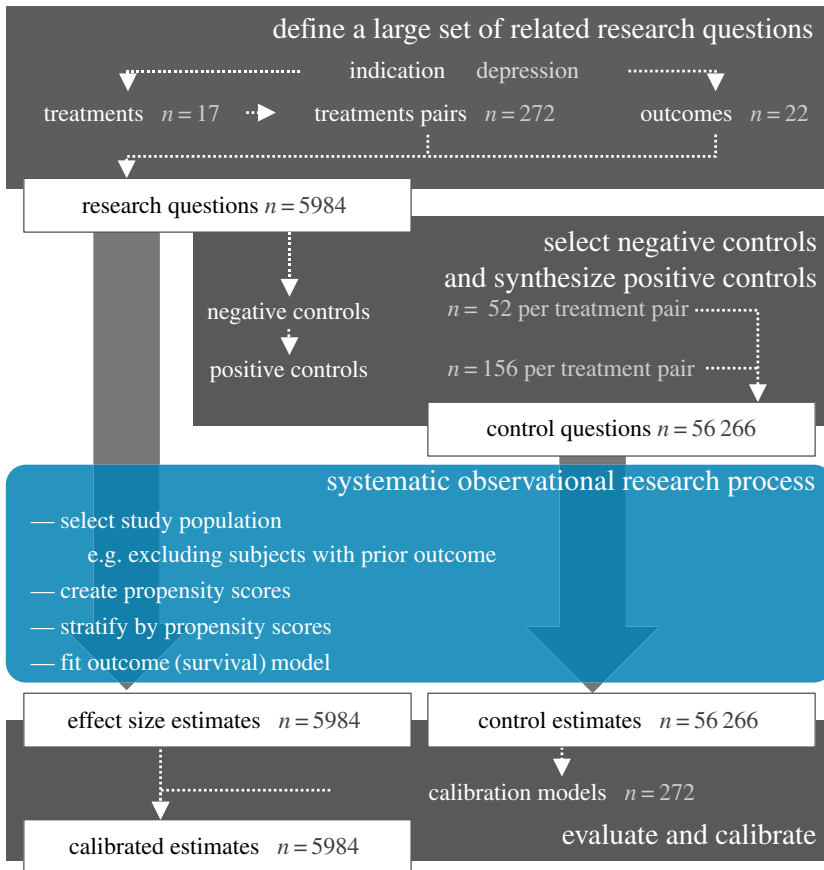 define a large set of related research questions
indication depression
treatments n = 17 treatments pairs n = 272 outcomes n = 22
research questions n = 5984
select negative controls
and synthesize positive controls
negative controls n = 52 per treatment pair
positive controls n = 156 per treatment pair
control questions n = 56 266
systematic observational research process
— select study population
e.g. excluding subjects with prior outcome
— create propensity scores
— stratify by propensity scores
— fit outcome (survival) model
effect size estimates n = 5984 control estimates n = 56 266
calibration models n = 272
calibrated estimates n = 5984 evaluate and calibrate